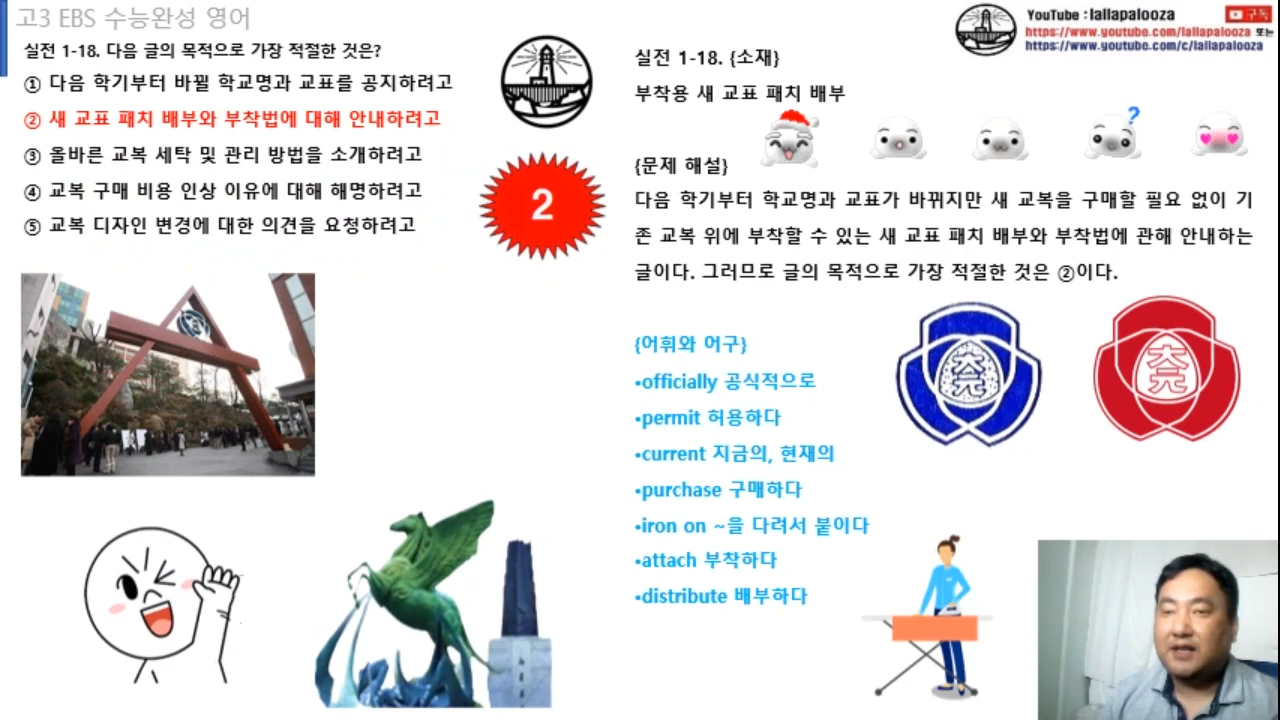 고3 EBS 수능완성 영어
실전 1-18. 다음 글의 목적으로 가장 적절한 것은?
① 다음 학기부터 바뀔 학교명과 교표를 공지하려고
② 새 교표 패치 배부와 부착법에 대해 안내하려고
③ 올바른 교복 세탁 및 관리 방법을 소개하려고
④ 교복 구매 비용 인상 이유에 대해 해명하려고
⑤ 교복 디자인 변경에 대한 의견을 요청하려고
2
YouTube : lallapalooza
구독
https://www.youtube.com/lallapalooza 또는
https://www.youtube.com/c/lallapalooza
실전 1-18. {소재}
부착용 새 교표 패치 배부
?
{문제 해설}
다음 학기부터 학교명과 교표가 바뀌지만 새 교복을 구매할 필요 없이 기
존 교복 위에 부착할 수 있는 새 교표 패치 배부와 부착법에 관해 안내하는
글이다. 그러므로 글의 목적으로 가장 적절한 것은 ②이다.
{어휘와 어구}
•officially 공식적으로
•permit 허용하다
•current 지금의, 현재의
•purchase 구매하다
•iron on ~을 다려서 붙이다
•attach 부착하다
•distribute 배부하다